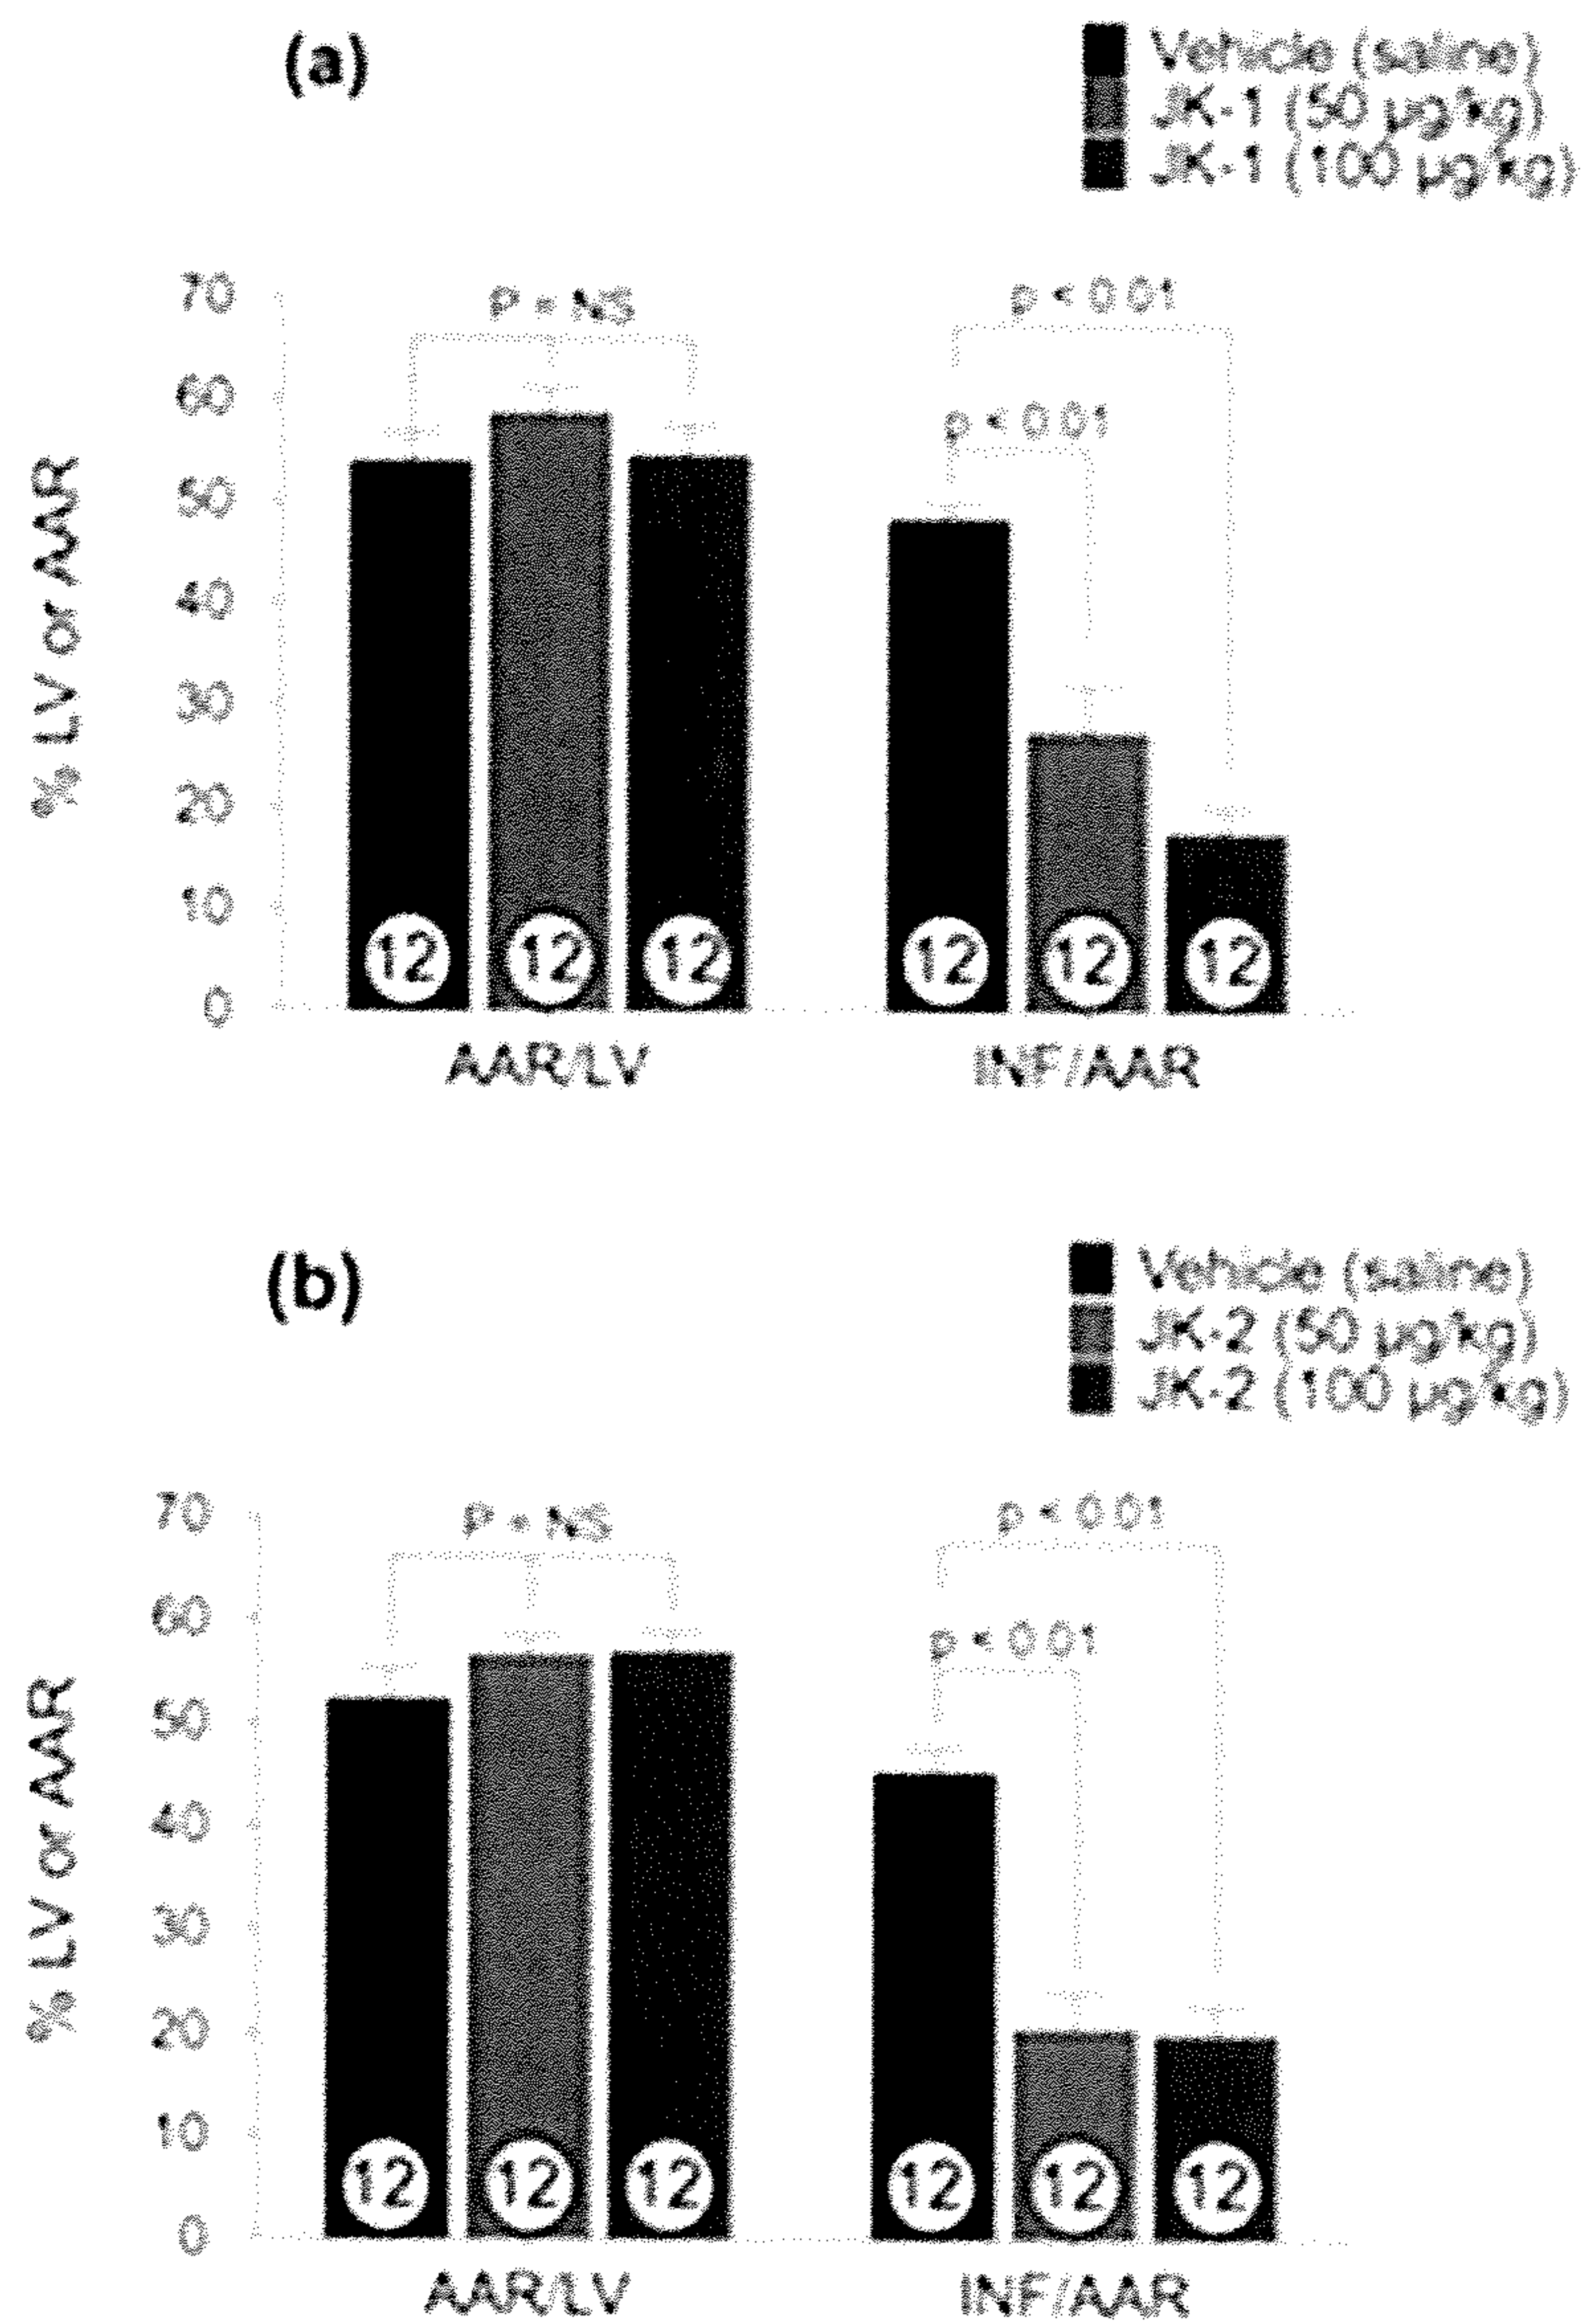 (a)
Vehicle (saline)
JK-1 (50 µg/kg)
JK-1 (100 µg/kg)
70
60
50
40
30
20
10
0
% LV or AAR
P = NS
p < 0.01
p < 0.01
12 12 12 12 12 12
AAR/LV INF/AAR
(b)
Vehicle (saline)
JK-2 (50 µg/kg)
JK-2 (100 µg/kg)
70
60
50
40
30
20
10
0
% LV or AAR
P = NS
p < 0.01
p < 0.01
12 12 12 12 12 12
AAR/LV INF/AAR